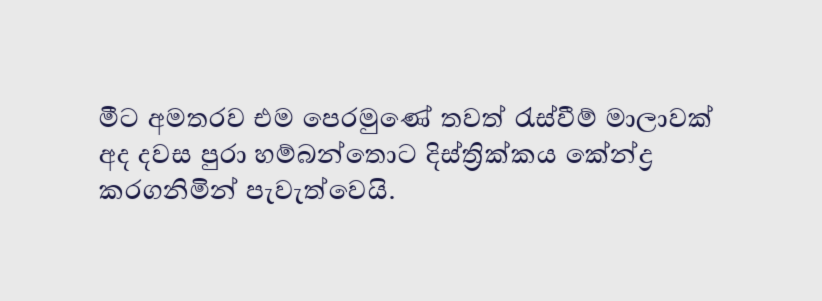 මීට අමතරව එම පෙරමුණේ තවත් රැස්වීම් මාලාවක්
අද දවස පුරා හම්බන්තොට දිස්ත්‍රික්කය කේන්ද්‍ර
කරගනිමින් පැවැත්වෙයි.